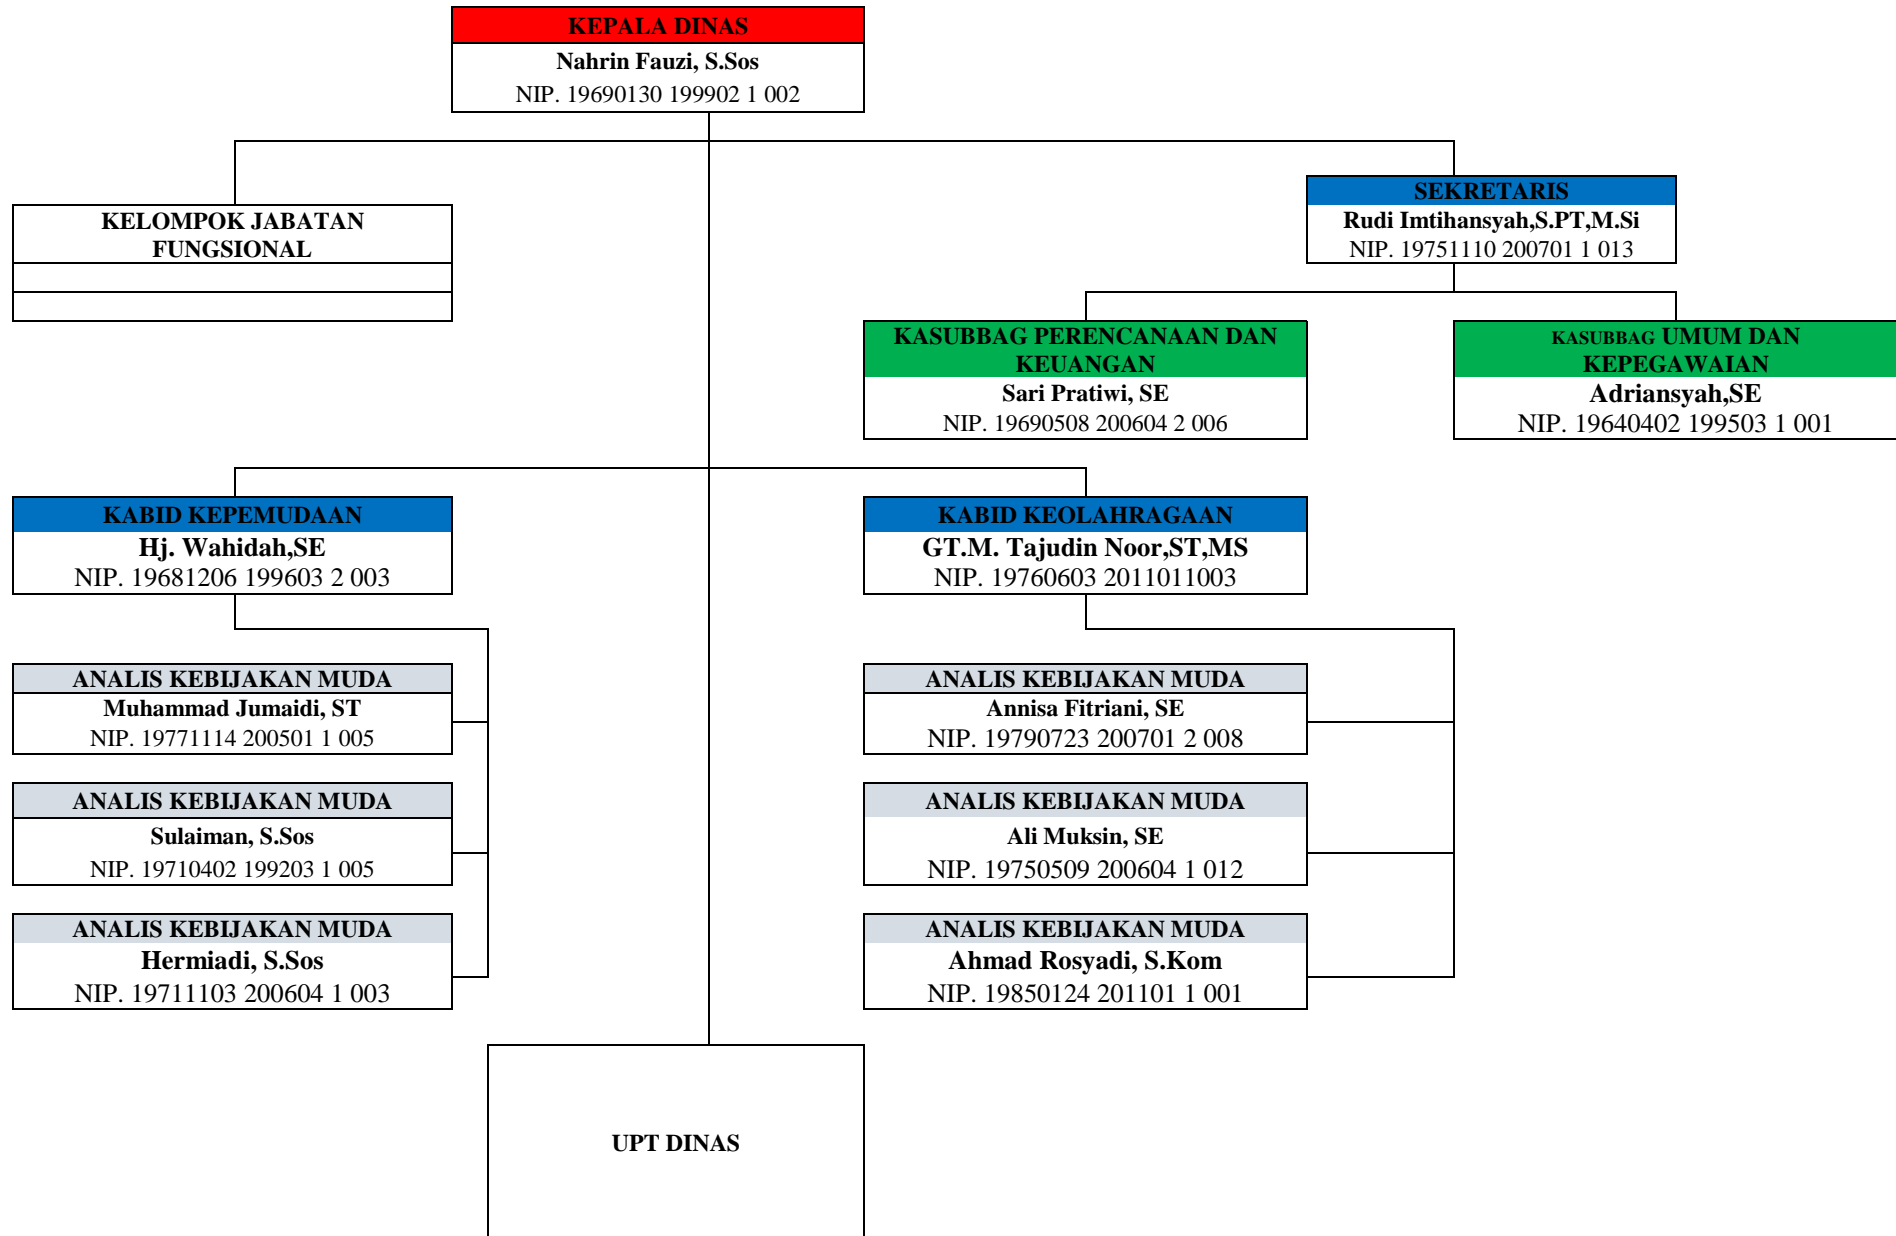 KEPALA DINAS
Nahrin Fauzi, S.Sos
NIP. 19690130 199902 1 002
SEKRETARIS
Rudi Imtihansyah,S.PT,M.Si
NIP. 19751110 200701 1 013
KELOMPOK JABATAN
FUNGSIONAL
KASUBBAG PERENCANAAN DAN
KEUANGAN
Sari Pratiwi, SE
NIP. 19690508 200604 2 006
KASUBBAG UMUM DAN
KEPEGAWAIAN
Adriansyah,SE
NIP. 19640402 199503 1 001
KABID KEPEMUDAAN
Hj. Wahidah,SE
NIP. 19681206 199603 2 003
KABID KEOLAHRAGAAN
GT.M. Tajudin Noor,ST,MS
NIP. 19760603 2011011003
ANALIS KEBIJAKAN MUDA
Muhammad Jumaidi, ST
NIP. 19771114 200501 1 005
ANALIS KEBIJAKAN MUDA
Annisa Fitriani, SE
NIP. 19790723 200701 2 008
ANALIS KEBIJAKAN MUDA
Sulaiman, S.Sos
NIP. 19710402 199203 1 005
ANALIS KEBIJAKAN MUDA
Ali Muksin, SE
NIP. 19750509 200604 1 012
ANALIS KEBIJAKAN MUDA
Hermiadi, S.Sos
NIP. 19711103 200604 1 003
ANALIS KEBIJAKAN MUDA
Ahmad Rosyadi, S.Kom
NIP. 19850124 201101 1 001
UPT DINAS